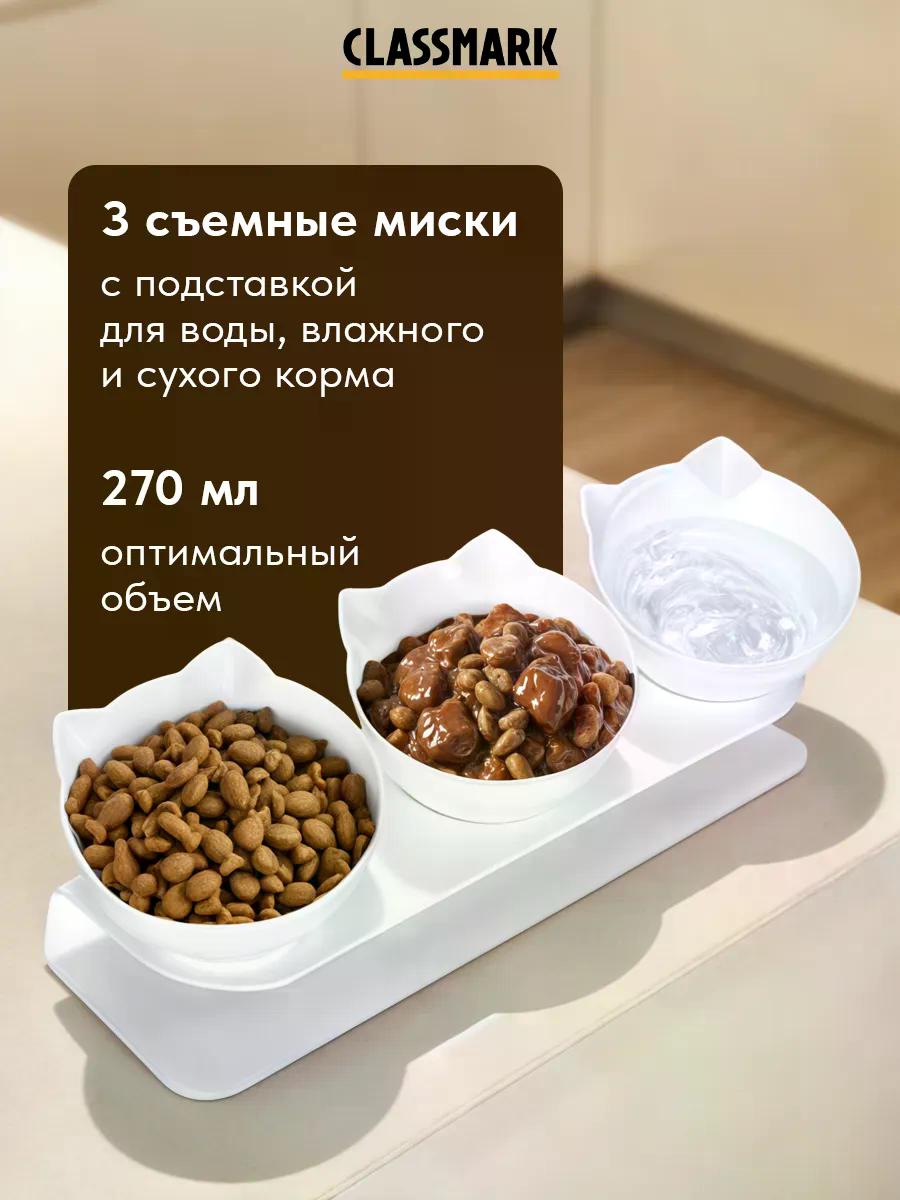 CLASSMARK
3 съемные миски
с подставкой
для воды, влажного
и сухого корма
270 мл
оптимальный
объем